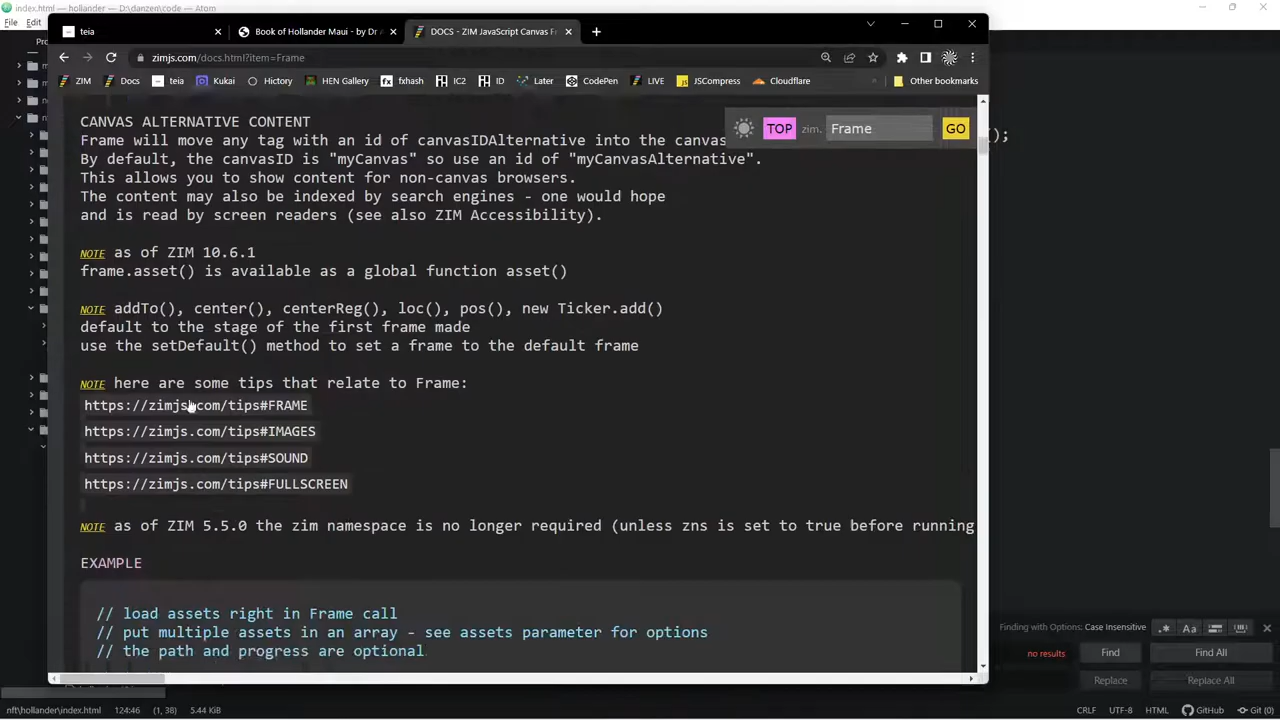 index.html — hollander — D:\danzen\code — Atom
File Edit
teia
Book of Hollander Maui - by Dr A
DOCS - ZIM JavaScript Canvas F
zimjs.com/docs.html?item=Frame
ZIM Docs teia Kukai Hictory HEN Gallery fxhash IC2 ID Later CodePen LIVE JSCompress Cloudflare Other bookmarks
TOP zim. Frame GO
CANVAS ALTERNATIVE CONTENT
Frame will move any tag with an id of canvasIDAlternative into the canvas
By default, the canvasID is "myCanvas" so use an id of "myCanvasAlternative".
This allows you to show content for non-canvas browsers.
The content may also be indexed by search engines - one would hope
and is read by screen readers (see also ZIM Accessibility).
NOTE as of ZIM 10.6.1
frame.asset() is available as a global function asset()
NOTE addTo(), center(), centerReg(), loc(), pos(), new Ticker.add()
default to the stage of the first frame made
use the setDefault() method to set a frame to the default frame
NOTE here are some tips that relate to Frame:
https://zimjs.com/tips#FRAME
https://zimjs.com/tips#IMAGES
https://zimjs.com/tips#SOUND
https://zimjs.com/tips#FULLSCREEN
NOTE as of ZIM 5.5.0 the zim namespace is no longer required (unless zns is set to true before running
EXAMPLE
// load assets right in Frame call
// put multiple assets in an array - see assets parameter for options
// the path and progress are optional
);
Finding with Options: Case Insensitive
.* Aa
no results Find Find All
Replace Replace All
nft\hollander\index.html 124:46 (1, 38) 5.44 KiB CRLF UTF-8 HTML GitHub Git (0)